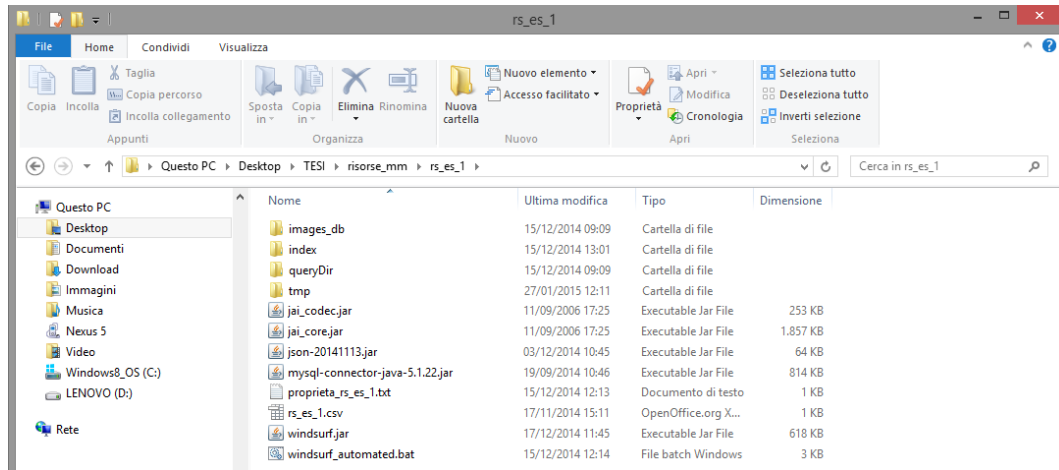 rs_es_1
File Home Condividi Visualizza
Copia Incolla Taglia Copia percorso Incolla collegamento
Sposta in Copia in Elimina Rinomina
Nuova cartella Nuovo elemento Accesso facilitato
Proprietà Apri Modifica Cronologia
Seleziona tutto Deseleziona tutto Inverti selezione
Appunti Organizza Nuovo Apri Seleziona
Questo PC Desktop TESI risorse_mm rs_es_1 Cerca in rs_es_1
Questo PC
Desktop
Documenti
Download
Immagini
Musica
Nexus 5
Video
Windows8_OS (C:)
LENOVO (D:)
Rete
Nome Ultima modifica Tipo Dimensione
images_db 15/12/2014 09:09 Cartella di file
index 15/12/2014 13:01 Cartella di file
queryDir 15/12/2014 09:09 Cartella di file
tmp 27/01/2015 12:11 Cartella di file
jai_codec.jar 11/09/2006 17:25 Executable Jar File 253 KB
jai_core.jar 11/09/2006 17:25 Executable Jar File 1.857 KB
json-20141113.jar 03/12/2014 10:45 Executable Jar File 64 KB
mysql-connector-java-5.1.22.jar 19/09/2014 10:46 Executable Jar File 814 KB
proprieta_rs_es_1.txt 15/12/2014 12:13 Documento di testo 1 KB
rs_es_1.csv 17/11/2014 15:11 OpenOffice.org X... 1 KB
windsurf.jar 17/12/2014 11:45 Executable Jar File 618 KB
windsurf_automated.bat 15/12/2014 12:14 File batch Windows 3 KB